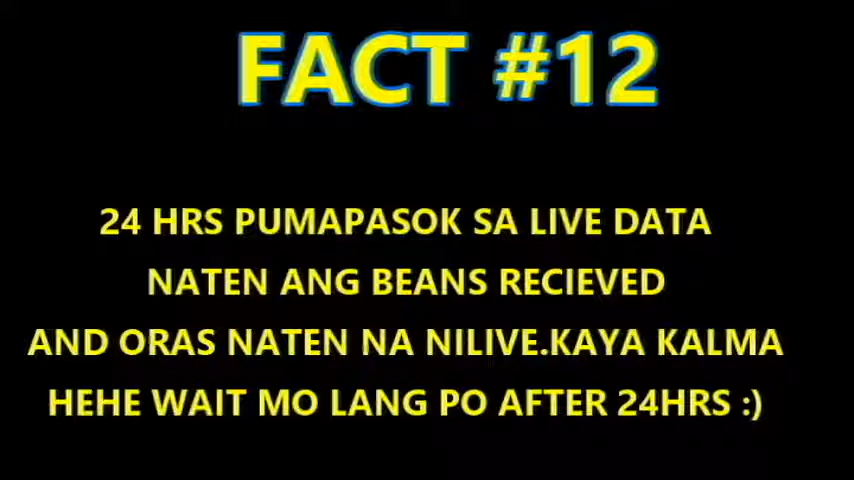 FACT #12
24 HRS PUMAPASOK SA LIVE DATA
NATEN ANG BEANS RECIEVED
AND ORAS NATEN NA NILIVE.KAYA KALMA
HEHE WAIT MO LANG PO AFTER 24HRS :)